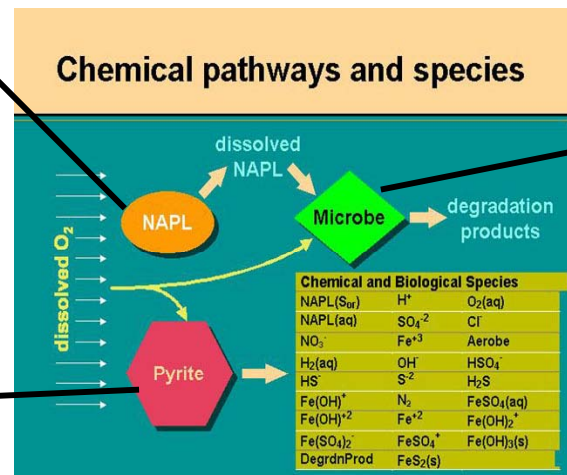 Chemical pathways and species
dissolved
NAPL
NAPL
Microbe
degradation
products
dissolved O₂
Pyrite
Chemical and Biological Species
NAPL(Sor) H⁺ O₂(aq)
NAPL(aq) SO₄⁻² Cl⁻
NO₃⁻ Fe⁺³ Aerobe
H₂(aq) OH⁻ HSO₄⁻
HS⁻ S⁻² H₂S
Fe(OH)⁺ N₂ FeSO₄(aq)
Fe(OH)⁺² Fe⁺² Fe(OH)₂⁺
Fe(SO₄)₂⁻ FeSO₄⁺ Fe(OH)₃(s)
DegrdnProd FeS₂(s)